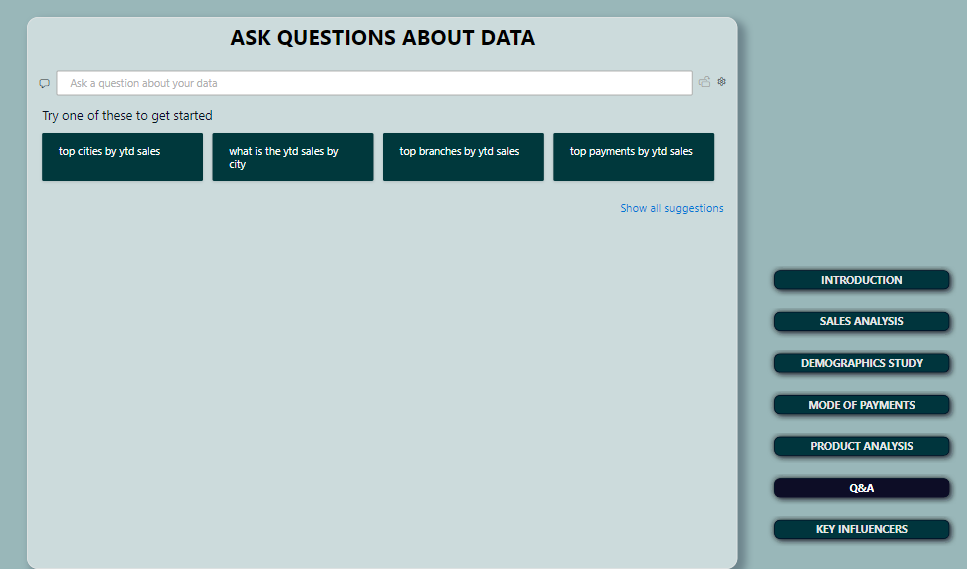 ASK QUESTIONS ABOUT DATA
Ask a question about your data
Try one of these to get started
top cities by ytd sales
what is the ytd sales by
city
top branches by ytd sales
top payments by ytd sales
Show all suggestions
INTRODUCTION
SALES ANALYSIS
DEMOGRAPHICS STUDY
MODE OF PAYMENTS
PRODUCT ANALYSIS
Q&A
KEY INFLUENCERS